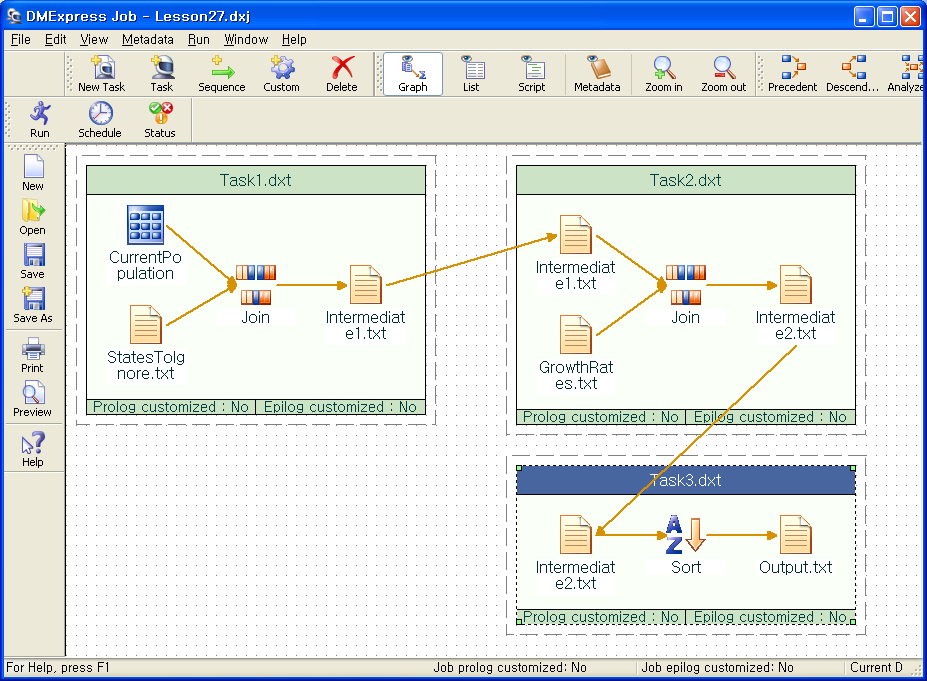 DMExpress Job - Lesson27.dxj
File Edit View Metadata Run Window Help
New Task Task Sequence Custom Delete Graph List Script Metadata Zoom in Zoom out Precedent Descend... Analyze
Run Schedule Status
New
Open
Save
Save As
Print
Preview
Help
Task1.dxt
CurrentPo
pulation
StatesToIg
nore.txt
Join
Intermediat
e1.txt
Prolog customized : No Epilog customized : No
Task2.dxt
Intermediat
e1.txt
GrowthRat
es.txt
Join
Intermediat
e2.txt
Prolog customized : No Epilog customized : No
Task3.dxt
Intermediat
e2.txt
Sort
Output.txt
Prolog customized : No Epilog customized : No
For Help, press F1 Job prolog customized: No Job epilog customized: No Current D